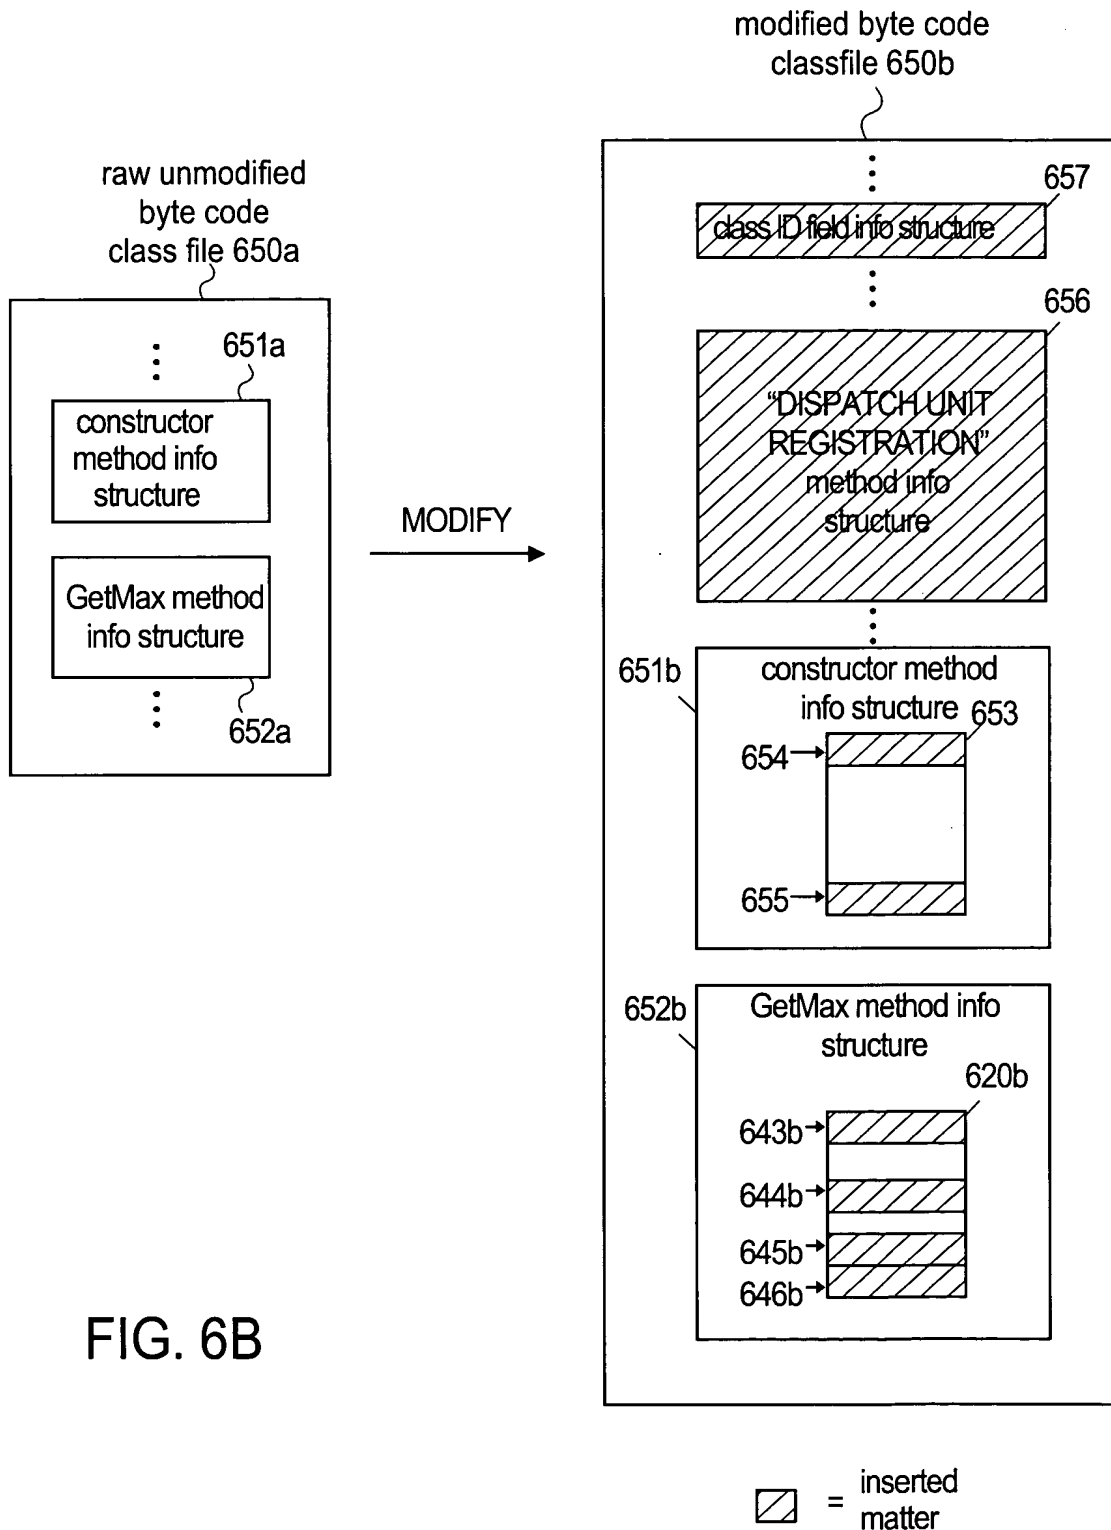 modified byte code
classfile 650b
raw unmodified
byte code
class file 650a
651a
constructor
method info
structure
GetMax method
info structure
652a
MODIFY
657
class ID field info structure
656
“DISPATCH UNIT
REGISTRATION”
method info
structure
651b
constructor method
info structure
653
654
655
652b
GetMax method info
structure
620b
643b
644b
645b
646b
FIG. 6B
= inserted
matter